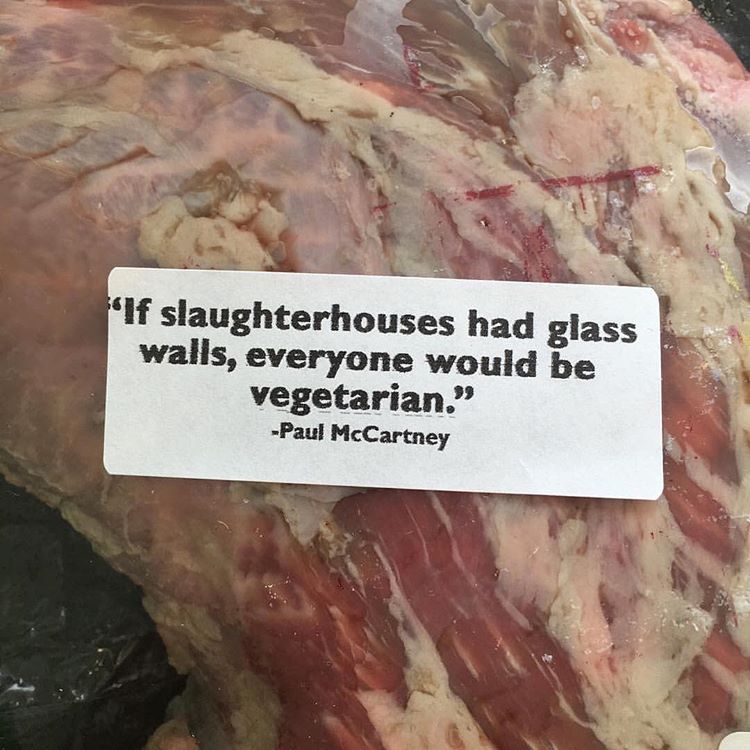 “If slaughterhouses had glass
walls, everyone would be
vegetarian.”
-Paul McCartney